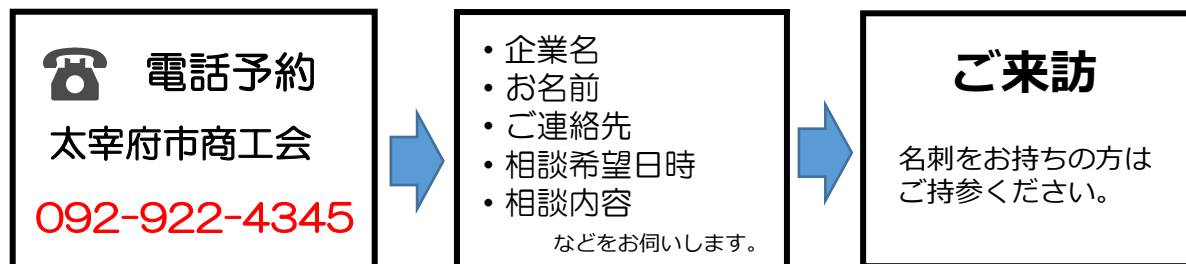 電話予約
太宰府市商工会
092-922-4345
・企業名
・お名前
・ご連絡先
・相談希望日時
・相談内容
などをお伺いします。
ご来訪
名刺をお持ちの方は
ご持参ください。